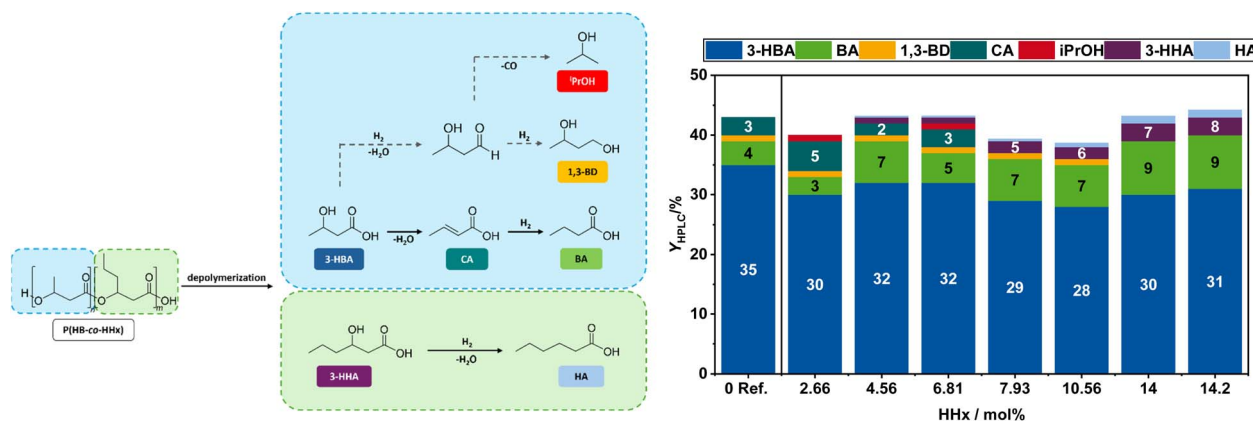 OH
-CO
ⁱPrOH
OH O
H₂
-H₂O
H
H₂
OH
OH
1,3-BD
OH O
OH
3-HBA
-H₂O
O
OH
CA
H₂
O
OH
BA
H O O O O OH
n m
P(HB-co-HHx)
depolymerization
OH O
OH
3-HHA
H₂
-H₂O
O
OH
HA
3-HBA BA 1,3-BD CA iPrOH 3-HHA HA
Y_HPLC/%
50
40
30
20
10
0
3 4 35
5 3 30
2 7 32
3 5 32
5 7 29
6 7 28
7 9 30
8 9 31
0 Ref. 2.66 4.56 6.81 7.93 10.56 14 14.2
HHx / mol%